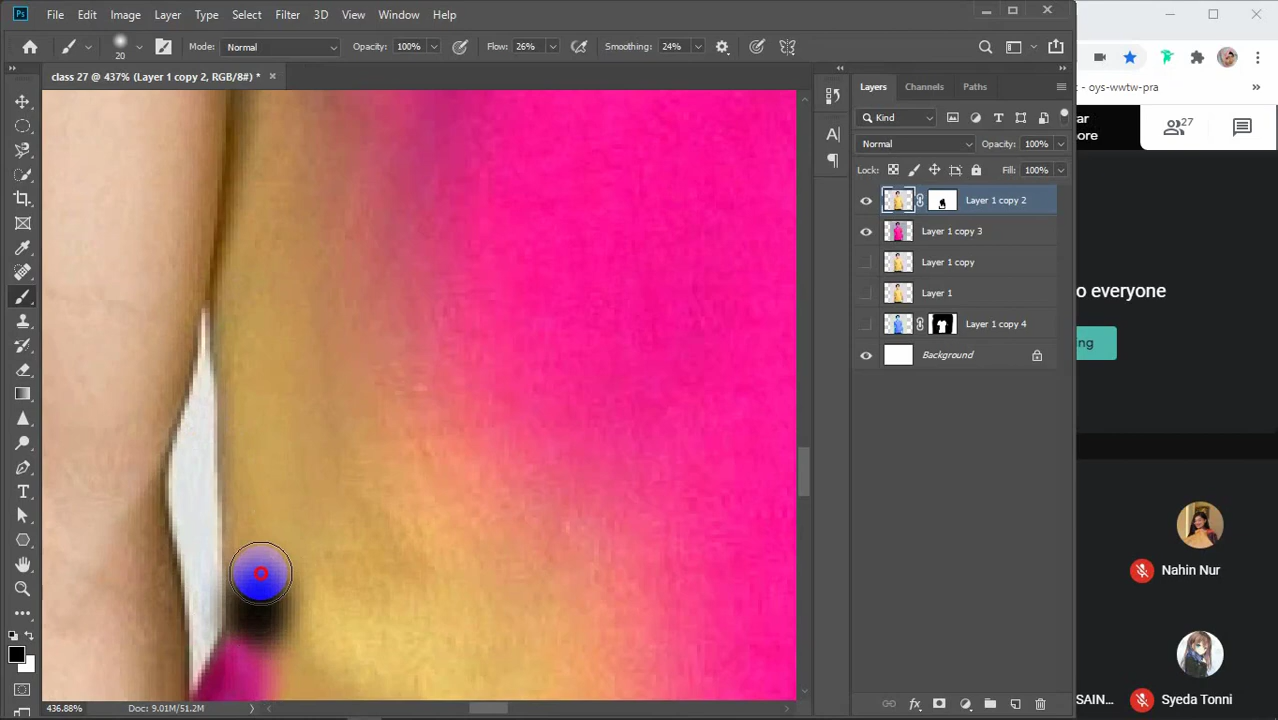 Ps File Edit Image Layer Type Select Filter 3D View Window Help
20 Mode: Normal Opacity: 100% Flow: 26% Smoothing: 24%
class 27 @ 437% (Layer 1 copy 2, RGB/8#) *
- oys-wwtw-pra
ar
ore
27
Layers Channels Paths
Kind
Normal Opacity: 100%
Lock: Fill: 100%
Layer 1 copy 2
Layer 1 copy 3
Layer 1 copy
Layer 1
Layer 1 copy 4
Background
o everyone
ng
Nahin Nur
SAIN... Syeda Tonni
436.88% Doc: 9.01M/51.2M